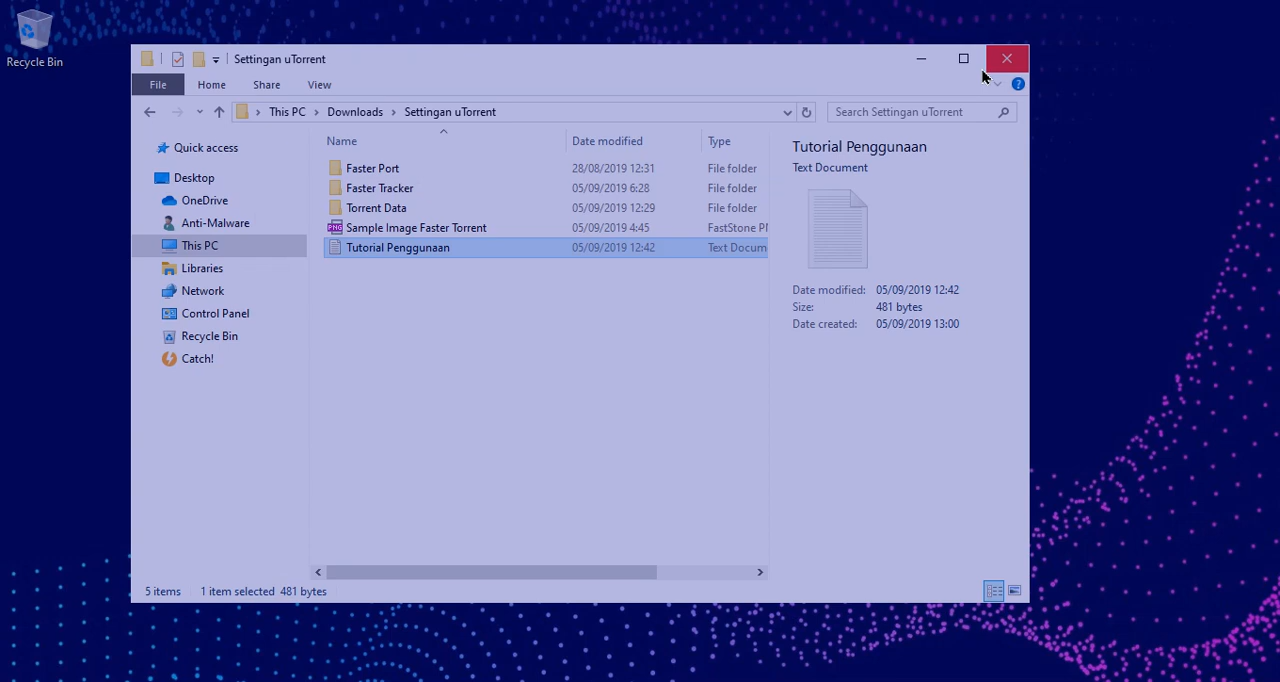 Recycle Bin
Settingan uTorrent
File Home Share View
This PC Downloads Settingan uTorrent
Search Settingan uTorrent
Quick access
Desktop
OneDrive
Anti-Malware
This PC
Libraries
Network
Control Panel
Recycle Bin
Catch!
Name Date modified Type
Faster Port 28/08/2019 12:31 File folder
Faster Tracker 05/09/2019 6:28 File folder
Torrent Data 05/09/2019 12:29 File folder
PNG Sample Image Faster Torrent 05/09/2019 4:45 FastStone PN
Tutorial Penggunaan 05/09/2019 12:42 Text Docum
Tutorial Penggunaan
Text Document
Date modified: 05/09/2019 12:42
Size: 481 bytes
Date created: 05/09/2019 13:00
5 items 1 item selected 481 bytes